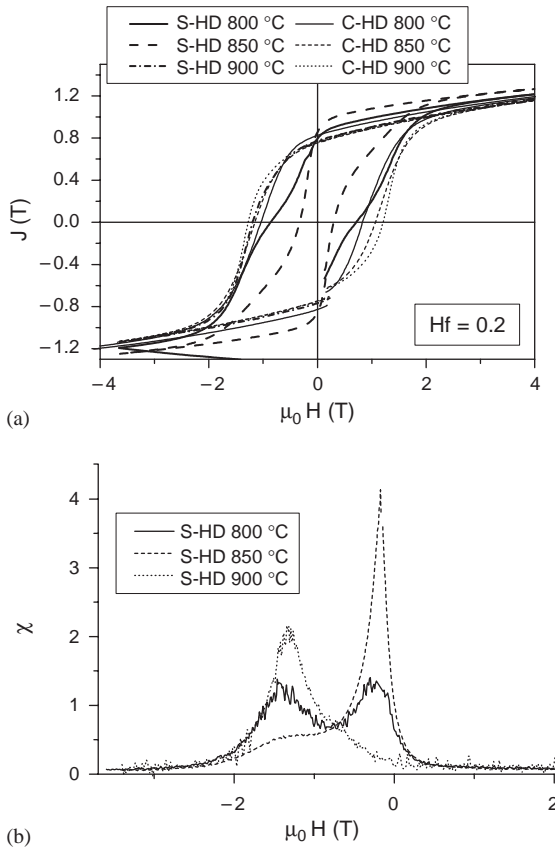 S-HD 800 °C C-HD 800 °C
S-HD 850 °C C-HD 850 °C
S-HD 900 °C C-HD 900 °C
1.2
0.8
0.4
0.0
−0.4
−0.8
−1.2
J (T)
Hf = 0.2
−4 −2 0 2 4
μ₀ H (T)
(a)
4
3
2
1
0
χ
S-HD 800 °C
S-HD 850 °C
S-HD 900 °C
−2 0 2
μ₀ H (T)
(b)